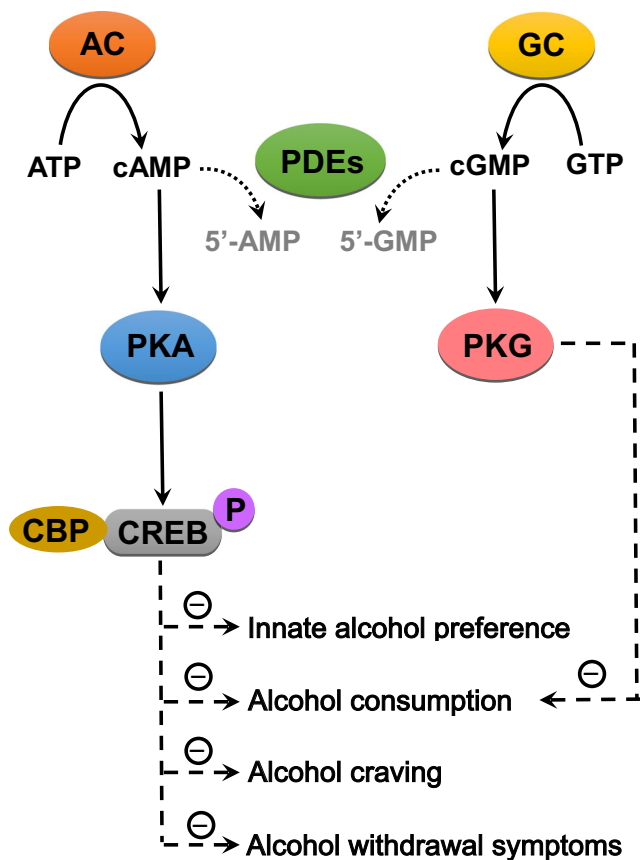 AC
GC
PDEs
ATP
cAMP
cGMP
GTP
5’-AMP
5’-GMP
PKA
PKG
P
CBP
CREB
− Innate alcohol preference
− Alcohol consumption −
− Alcohol craving
− Alcohol withdrawal symptoms